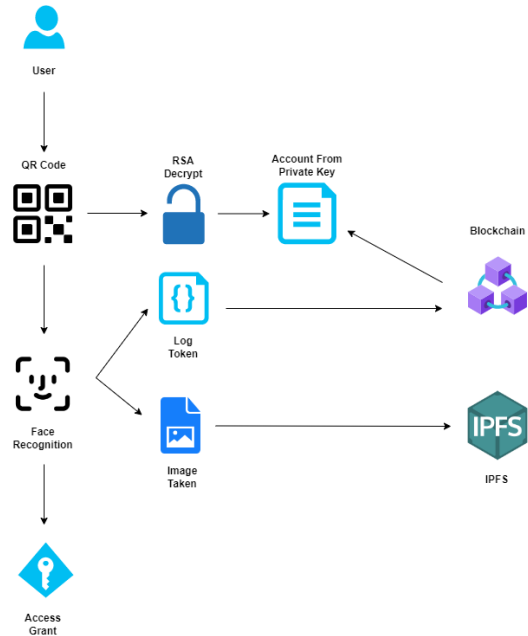 User
QR Code
RSA
Decrypt
Account From
Private Key
Blockchain
{}
Log
Token
Face
Recognition
Image
Taken
IPFS
IPFS
Access
Grant